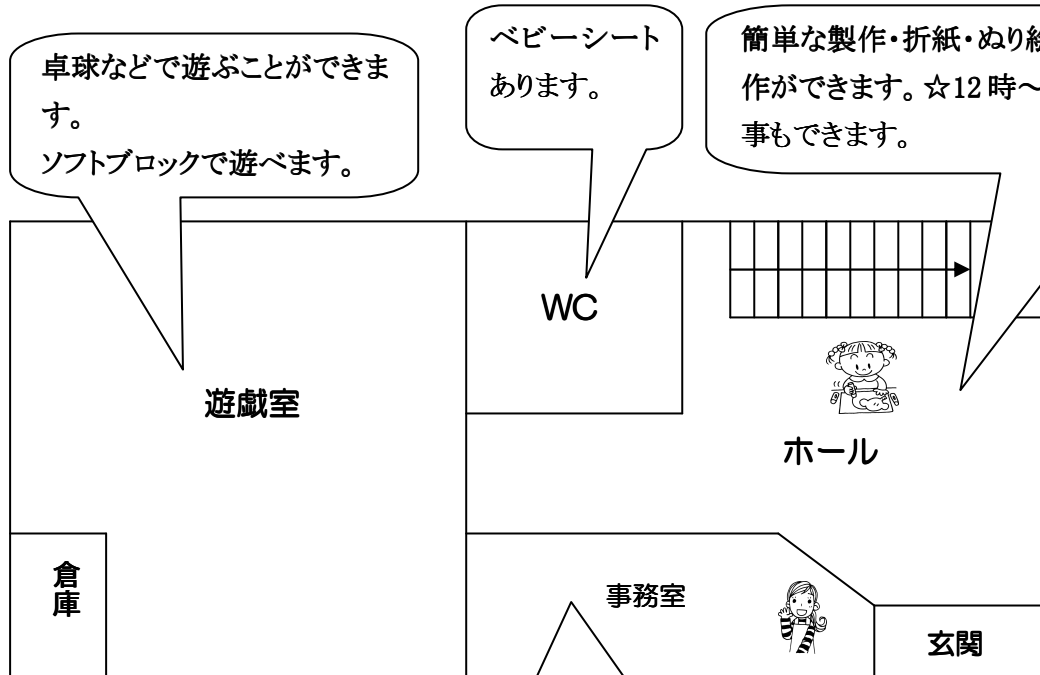 卓球などで遊ぶことができま
す。
ソフトブロックで遊べます。
ベビーシート
あります。
簡単な製作・折紙・ぬり絵
作ができます。☆12時～
事もできます。
WC
遊戯室
ホール
倉庫
事務室
玄関